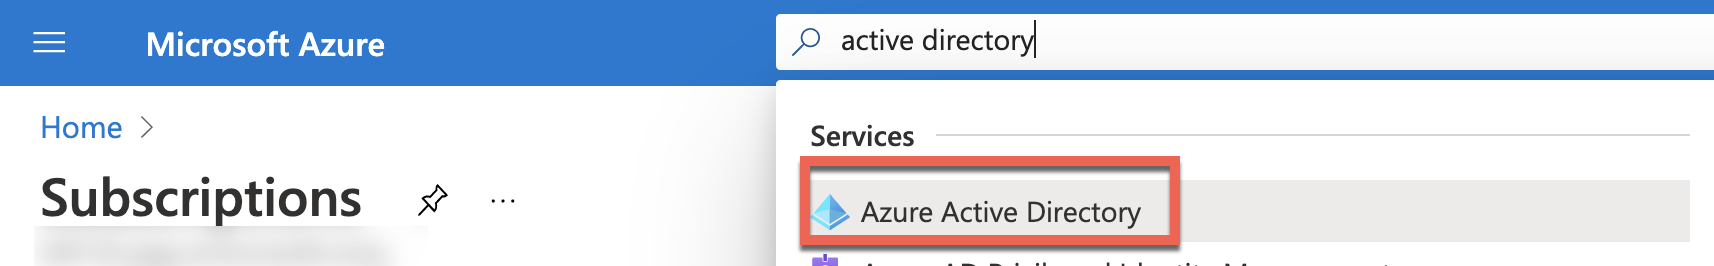 Microsoft Azure
active directory
Home
Services
Subscriptions
Azure Active Directory